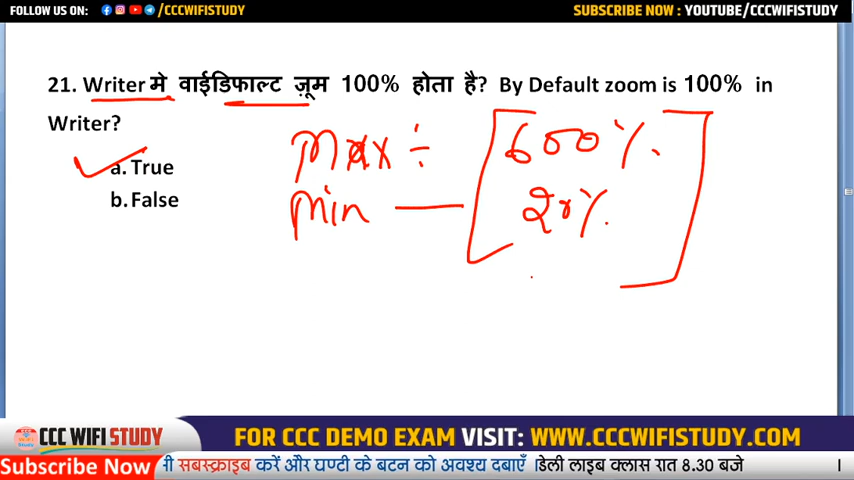 FOLLOW US ON: /CCCWIFISTUDY SUBSCRIBE NOW : YOUTUBE/CCCWIFISTUDY
21. Writer मे वाईडिफाल्ट ज़ूम 100% होता है? By Default zoom is 100% in
Writer?
a. True
b. False
Max ÷ 600%.
Min — 20%.
CCC WIFI STUDY
FOR CCC DEMO EXAM VISIT: WWW.CCCWIFISTUDY.COM
Subscribe Now गी सबस्क्राइब करें और घण्टी के बटन को अवश्य दबाएँ । डेली लाइब क्लास रात 8.30 बजे